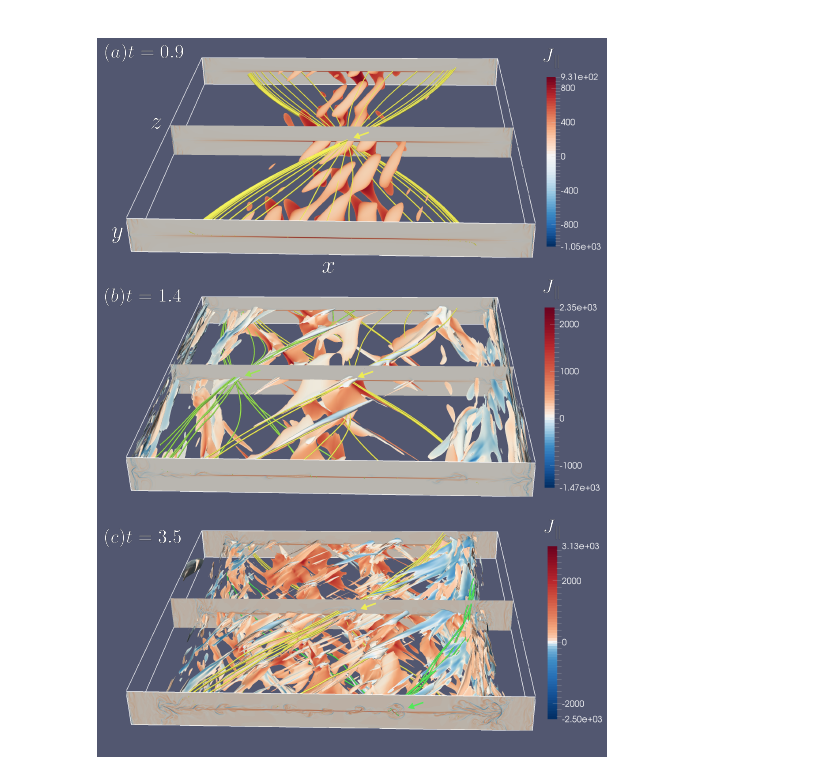 (a)t = 0.9
J
9.31e+02
800
400
0
-400
-800
-1.05e+03
z
y
x
(b)t = 1.4
J
2.35e+03
2000
1000
0
-1000
-1.47e+03
(c)t = 3.5
J
3.13e+03
2000
0
-2000
-2.50e+03